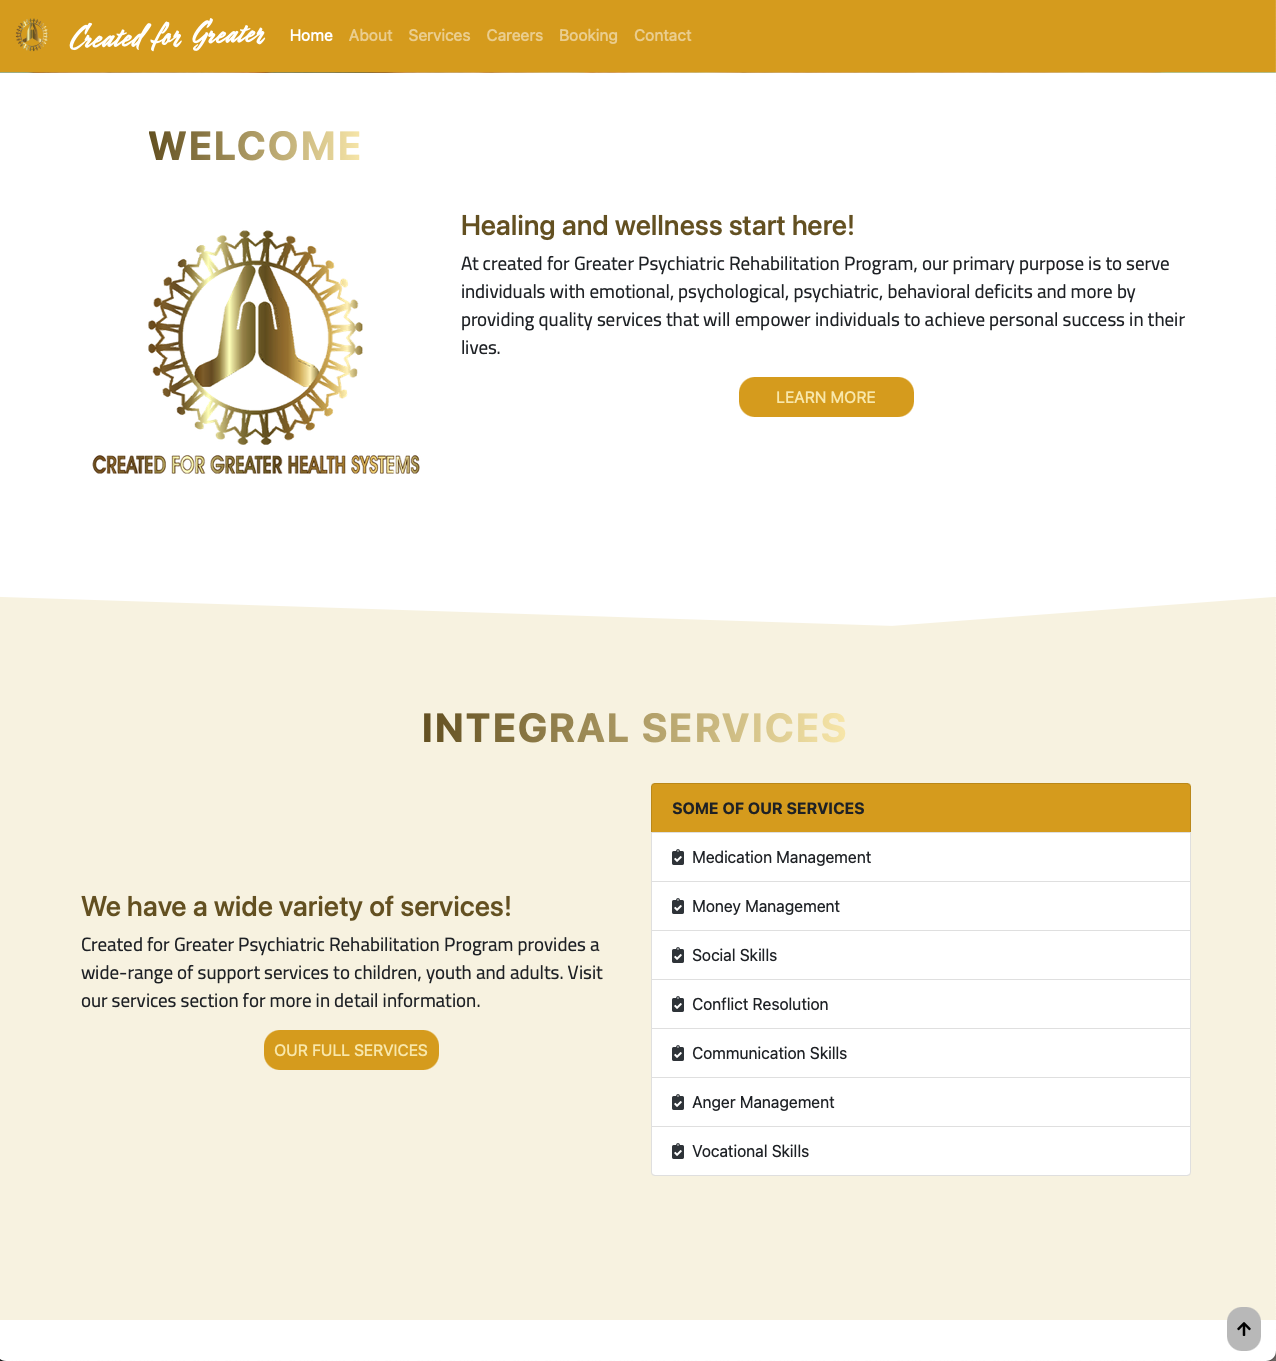 Created for Greater Home About Services Careers Booking Contact
WELCOME
Healing and wellness start here!
At created for Greater Psychiatric Rehabilitation Program, our primary purpose is to serve
individuals with emotional, psychological, psychiatric, behavioral deficits and more by
providing quality services that will empower individuals to achieve personal success in their
lives.
LEARN MORE
CREATED FOR GREATER HEALTH SYSTEMS
INTEGRAL SERVICES
We have a wide variety of services!
Created for Greater Psychiatric Rehabilitation Program provides a
wide-range of support services to children, youth and adults. Visit
our services section for more in detail information.
OUR FULL SERVICES
SOME OF OUR SERVICES
Medication Management
Money Management
Social Skills
Conflict Resolution
Communication Skills
Anger Management
Vocational Skills